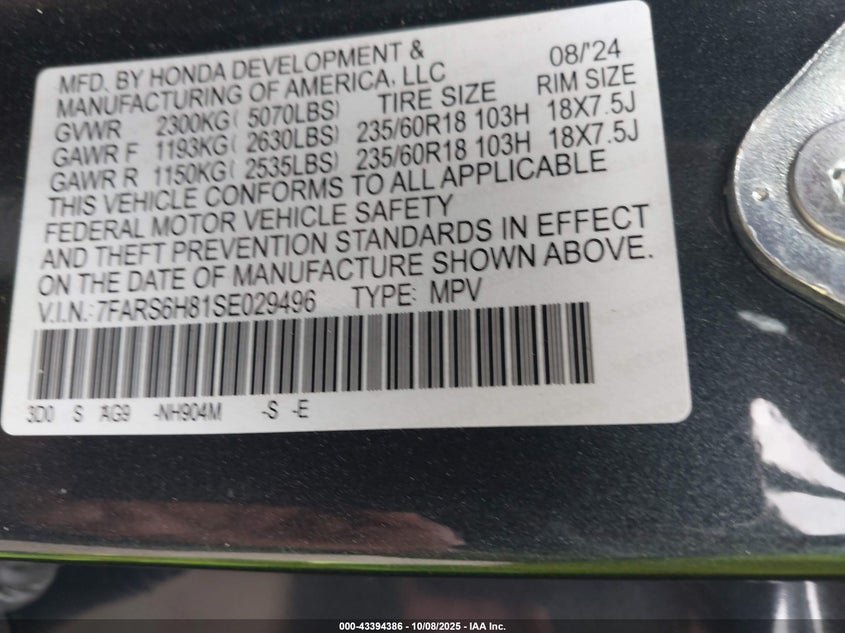 MFD. BY HONDA DEVELOPMENT & 08/'24
MANUFACTURING OF AMERICA, LLC TIRE SIZE RIM SIZE
GVWR 2300KG( 5070LBS)
GAWR F 1193KG( 2630LBS) 235/60R18 103H 18X7.5J
GAWR R 1150KG( 2535LBS) 235/60R18 103H 18X7.5J
THIS VEHICLE CONFORMS TO ALL APPLICABLE
FEDERAL MOTOR VEHICLE SAFETY
AND THEFT PREVENTION STANDARDS IN EFFECT
ON THE DATE OF MANUFACTURE SHOWN ABOVE.
V.I.N.:7FARS6H81SE029496 TYPE: MPV
3D0 S AG9 -NH904M -S -E
000-43394386 - 10/08/2025 - IAA Inc.